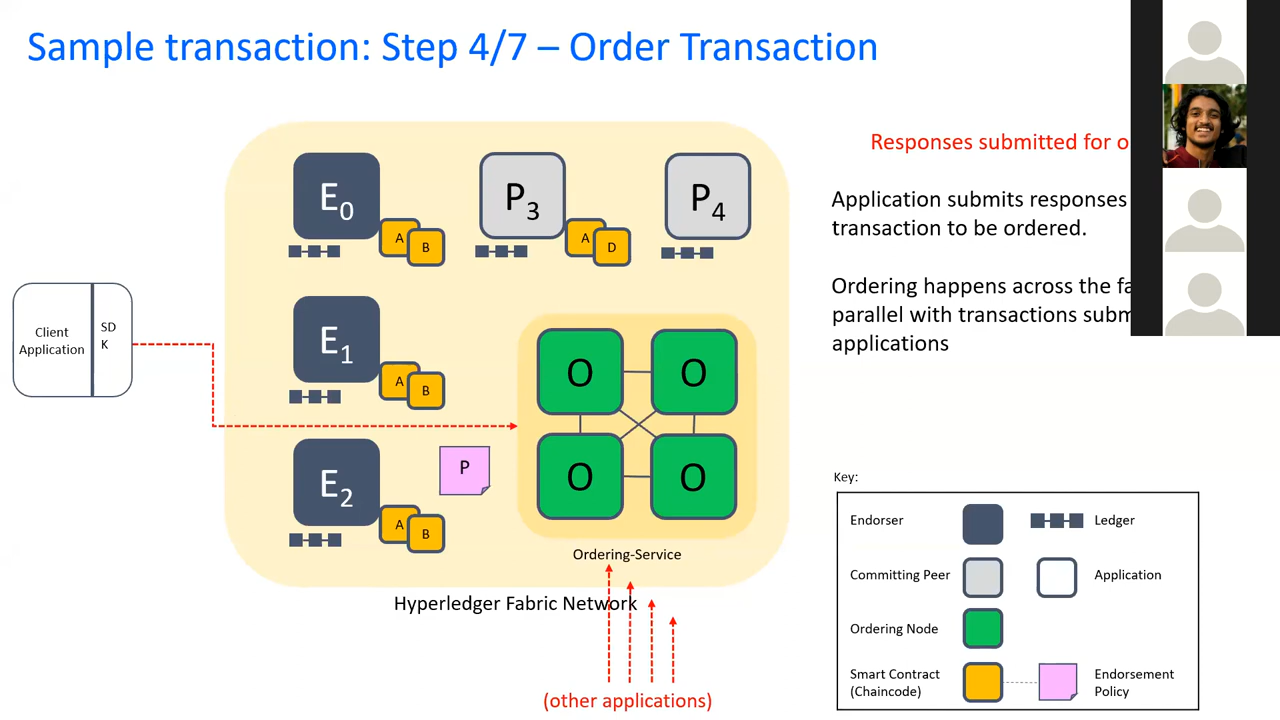 Sample transaction: Step 4/7 – Order Transaction
Responses submitted for
Application submits responses
transaction to be ordered.
Ordering happens across the
parallel with transactions
applications
E0
P3
P4
A
B
A
D
Client
Application
SD
K
E1
A
B
O
O
E2
P
O
O
A
B
Ordering-Service
Hyperledger Fabric Network
(other applications)
Key:
Endorser
Ledger
Committing Peer
Application
Ordering Node
Smart Contract
(Chaincode)
Endorsement
Policy